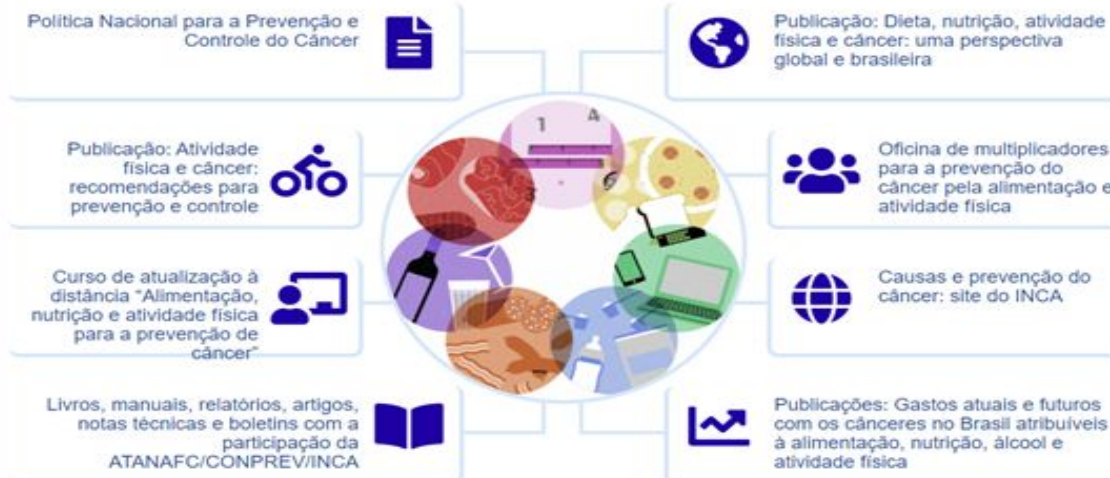 Política Nacional para a Prevenção e
Controle do Câncer
Publicação: Dieta, nutrição, atividade
física e câncer: uma perspectiva
global e brasileira
Publicação: Atividade
física e câncer:
recomendações para
prevenção e controle
Oficina de multiplicadores
para a prevenção do
câncer pela alimentação e
atividade física
Curso de atualização à
distância "Alimentação,
nutrição e atividade física
para a prevenção de
câncer"
Causas e prevenção do
câncer: site do INCA
Livros, manuais, relatórios, artigos,
notas técnicas e boletins com a
participação da
ATANAFC/CONPREV/INCA
Publicações: Gastos atuais e futuros
com os cânceres no Brasil atribuíveis
à alimentação, nutrição, álcool e
atividade física
1
4
3
6